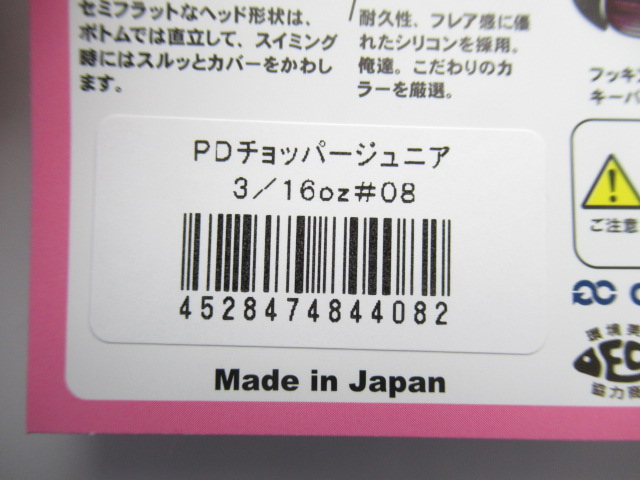 セミフラットなヘッド形状は、
ボトムでは直立して、スイミング
時にはスルッとカバーをかわし
ます。
耐久性、フレア感に優
れたシリコンを採用。
俺達。こだわりのカ
ラーを厳選。
フッキ
キーパ
PDチョッパージュニア
3/16oz#08
4528474844082
Made in Japan
ご注意
環境
協力商